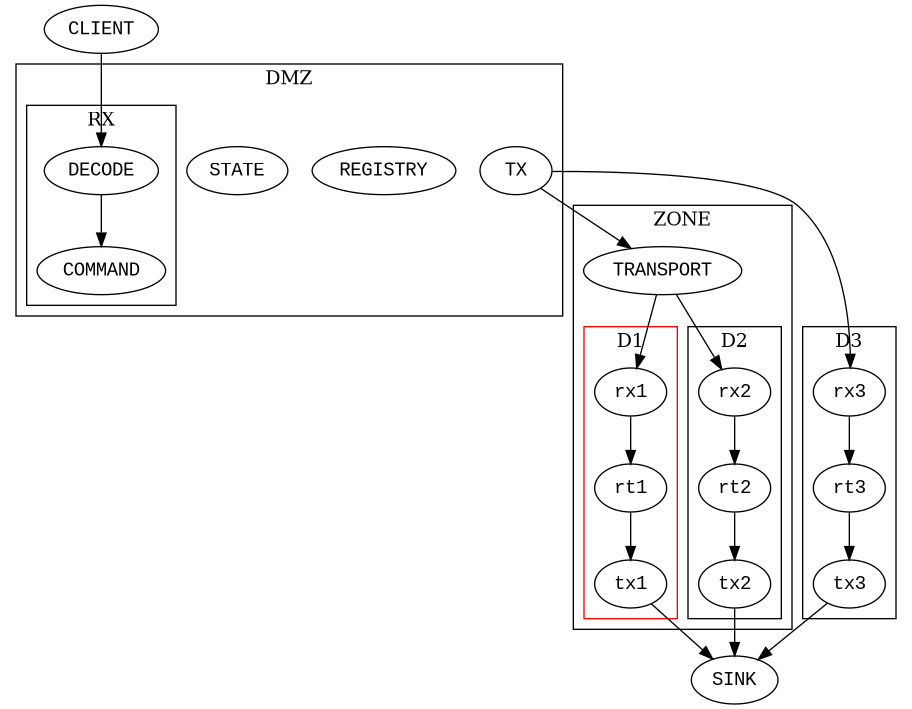 CLIENT
DMZ
RX
DECODE
STATE
REGISTRY
TX
ZONE
COMMAND
TRANSPORT
D1
D2
D3
rx1
rx2
rx3
rt1
rt2
rt3
tx1
tx2
tx3
SINK